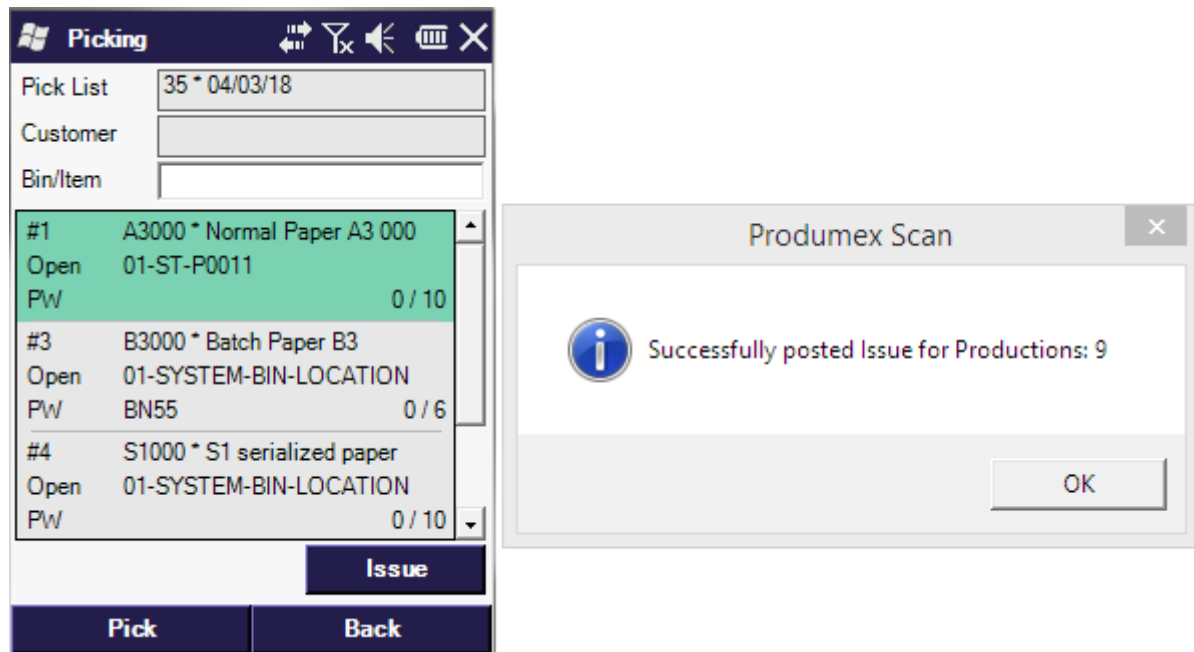 Picking
Pick List 35 * 04/03/18
Customer
Bin/Item
#1 A3000 * Normal Paper A3 000
Open 01-ST-P0011
PW 0 / 10
#3 B3000 * Batch Paper B3
Open 01-SYSTEM-BIN-LOCATION
PW BN55 0 / 6
#4 S1000 * S1 serialized paper
Open 01-SYSTEM-BIN-LOCATION
PW 0 / 10
Issue
Pick Back
Produmex Scan
Successfully posted Issue for Productions: 9
OK